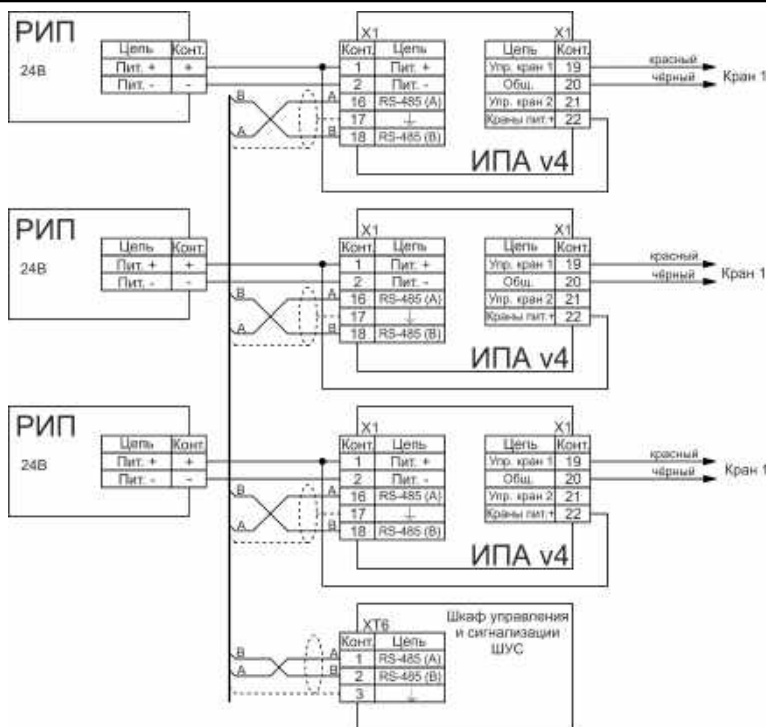 РИП
24В
Цепь Конт.
Пит. + +
Пит. - -
X1
Конт. Цепь
1 Пит. +
2 Пит. -
16 RS-485 (A)
17
18 RS-485 (B)
B A
A B
X1
Цепь Конт.
Упр. кран 1 19
Общ. 20
Упр. кран 2 21
Краны пит.+ 22
ИПА v4
красный
чёрный
Кран 1
РИП
24В
Цепь Конт.
Пит. + +
Пит. - -
X1
Конт. Цепь
1 Пит. +
2 Пит. -
16 RS-485 (A)
17
18 RS-485 (B)
B A
A B
X1
Цепь Конт.
Упр. кран 1 19
Общ. 20
Упр. кран 2 21
Краны пит.+ 22
ИПА v4
красный
чёрный
Кран 1
РИП
24В
Цепь Конт.
Пит. + +
Пит. - -
X1
Конт. Цепь
1 Пит. +
2 Пит. -
16 RS-485 (A)
17
18 RS-485 (B)
B A
A B
X1
Цепь Конт.
Упр. кран 1 19
Общ. 20
Упр. кран 2 21
Краны пит.+ 22
ИПА v4
красный
чёрный
Кран 1
XT6
Конт. Цепь
1 RS-485 (A)
2 RS-485 (B)
3
B A
A B
Шкаф управления
и сигнализации
ШУС